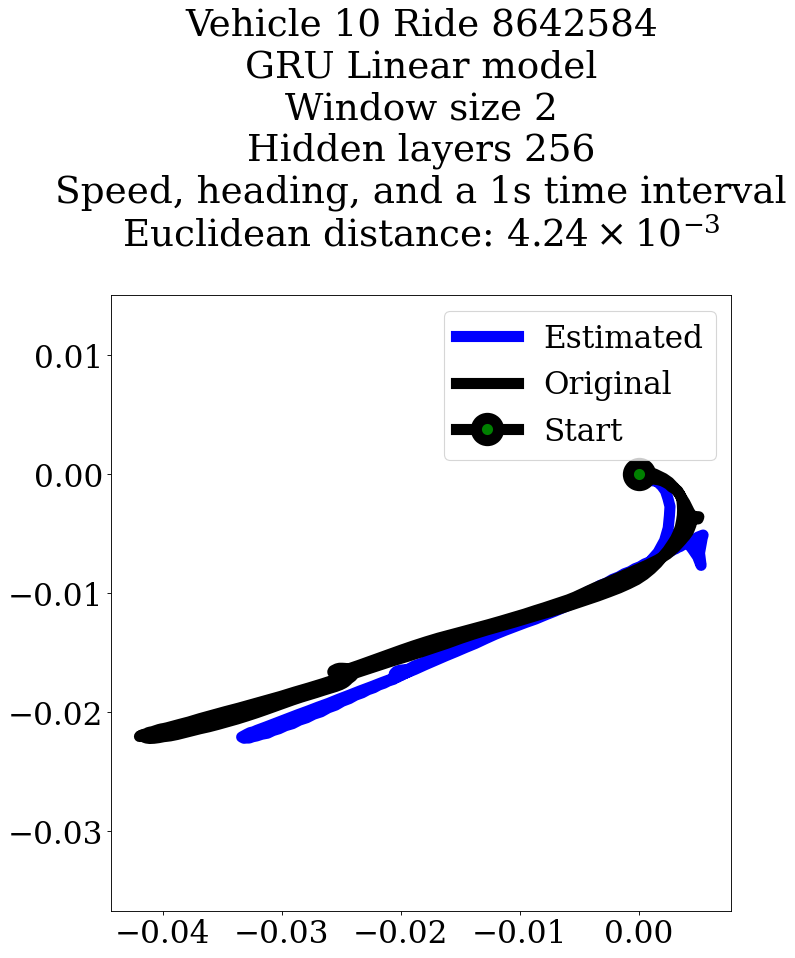 Vehicle 10 Ride 8642584
GRU Linear model
Window size 2
Hidden layers 256
Speed, heading, and a 1s time interval
Euclidean distance: 4.24 × 10⁻³
Estimated
Original
Start
0.01
0.00
−0.01
−0.02
−0.03
−0.04 −0.03 −0.02 −0.01 0.00